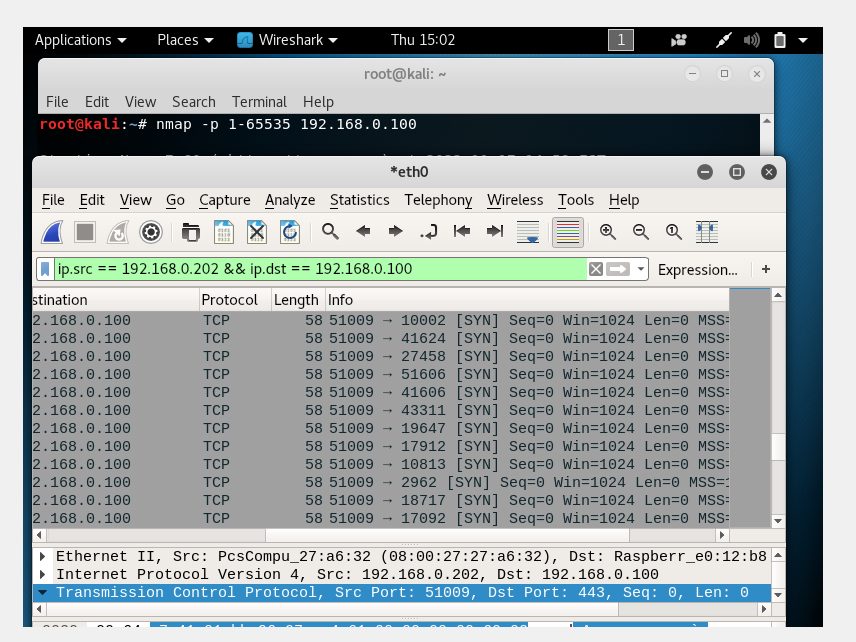 Applications Places Wireshark Thu 15:02 1
root@kali: ~
File Edit View Search Terminal Help
root@kali:~# nmap -p 1-65535 192.168.0.100
*eth0
File Edit View Go Capture Analyze Statistics Telephony Wireless Tools Help
ip.src == 192.168.0.202 && ip.dst == 192.168.0.100 Expression… +
stination Protocol Length Info
2.168.0.100 TCP 58 51009 → 10002 [SYN] Seq=0 Win=1024 Len=0 MSS=
2.168.0.100 TCP 58 51009 → 41624 [SYN] Seq=0 Win=1024 Len=0 MSS=
2.168.0.100 TCP 58 51009 → 27458 [SYN] Seq=0 Win=1024 Len=0 MSS=
2.168.0.100 TCP 58 51009 → 51606 [SYN] Seq=0 Win=1024 Len=0 MSS=
2.168.0.100 TCP 58 51009 → 41606 [SYN] Seq=0 Win=1024 Len=0 MSS=
2.168.0.100 TCP 58 51009 → 43311 [SYN] Seq=0 Win=1024 Len=0 MSS=
2.168.0.100 TCP 58 51009 → 19647 [SYN] Seq=0 Win=1024 Len=0 MSS=
2.168.0.100 TCP 58 51009 → 17912 [SYN] Seq=0 Win=1024 Len=0 MSS=
2.168.0.100 TCP 58 51009 → 10813 [SYN] Seq=0 Win=1024 Len=0 MSS=
2.168.0.100 TCP 58 51009 → 2962 [SYN] Seq=0 Win=1024 Len=0 MSS=1
2.168.0.100 TCP 58 51009 → 18717 [SYN] Seq=0 Win=1024 Len=0 MSS=
2.168.0.100 TCP 58 51009 → 17092 [SYN] Seq=0 Win=1024 Len=0 MSS=
Ethernet II, Src: PcsCompu_27:a6:32 (08:00:27:27:a6:32), Dst: Raspberr_e0:12:b8
Internet Protocol Version 4, Src: 192.168.0.202, Dst: 192.168.0.100
Transmission Control Protocol, Src Port: 51009, Dst Port: 443, Seq: 0, Len: 0